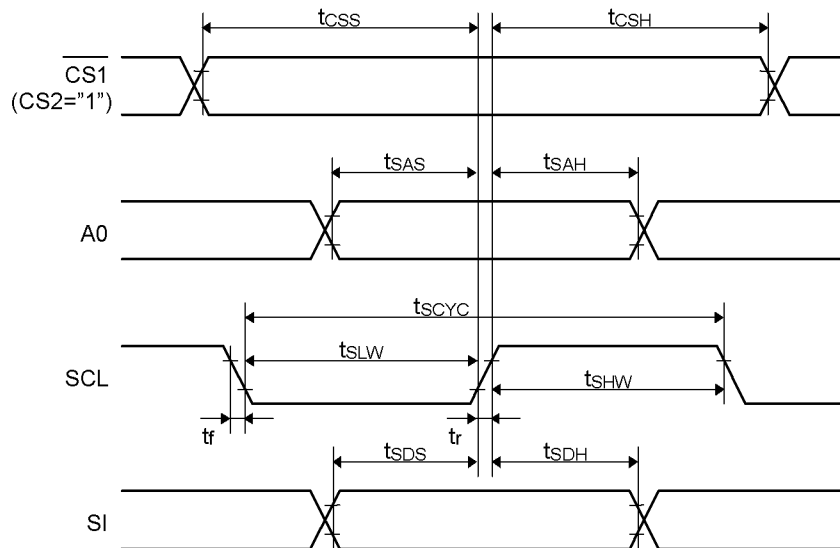 tCSS
tCSH
CS1
(CS2="1")
tSAS
tSAH
A0
tSCYC
tSLW
SCL
tSHW
tf
tr
tSDS
tSDH
SI